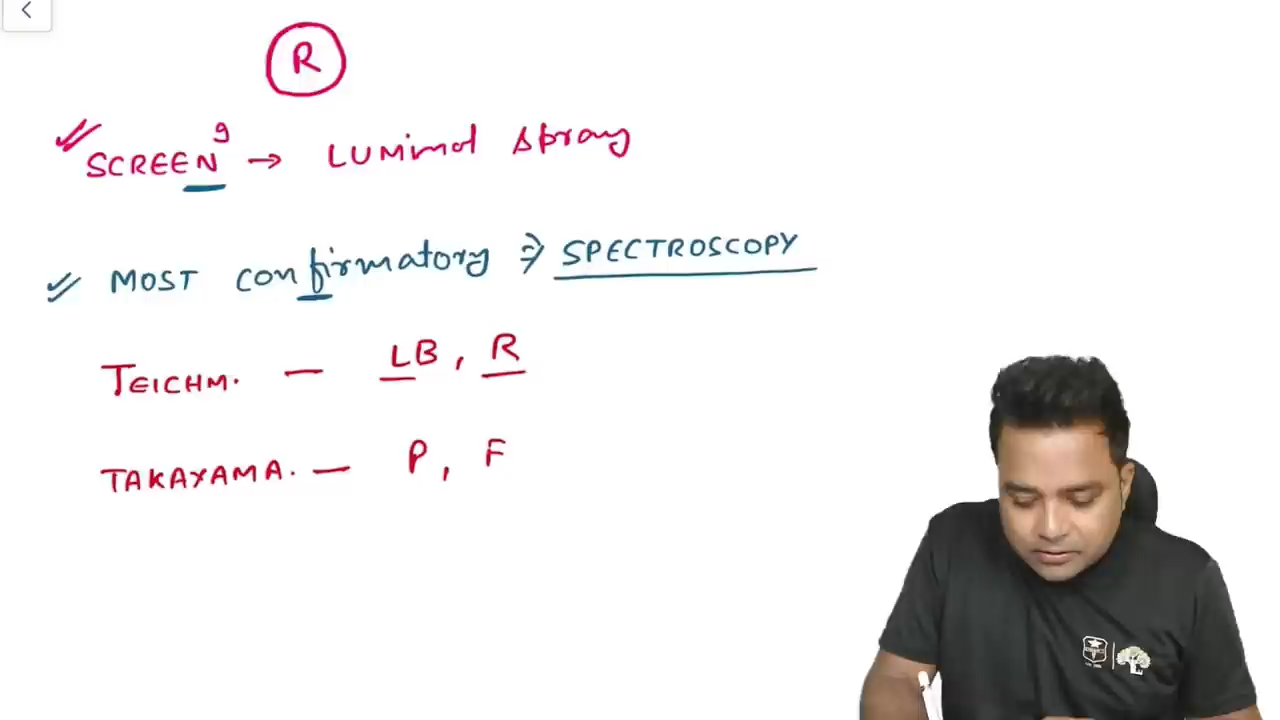 R
SCREENg → Luminol spray
MOST confirmatory ⇒ SPECTROSCOPY
TEICHM. — LB, R
TAKAYAMA. — P, F